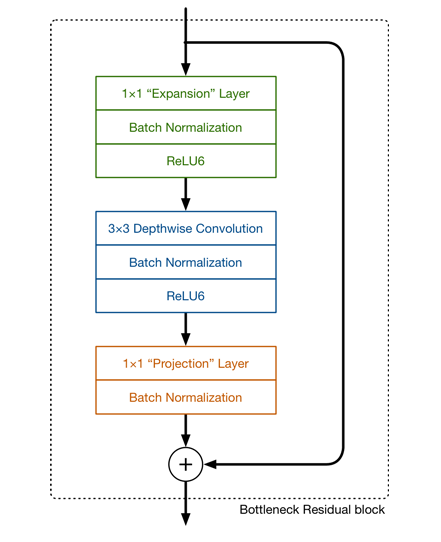 1×1 “Expansion” Layer
Batch Normalization
ReLU6
3×3 Depthwise Convolution
Batch Normalization
ReLU6
1×1 “Projection” Layer
Batch Normalization
+
Bottleneck Residual block